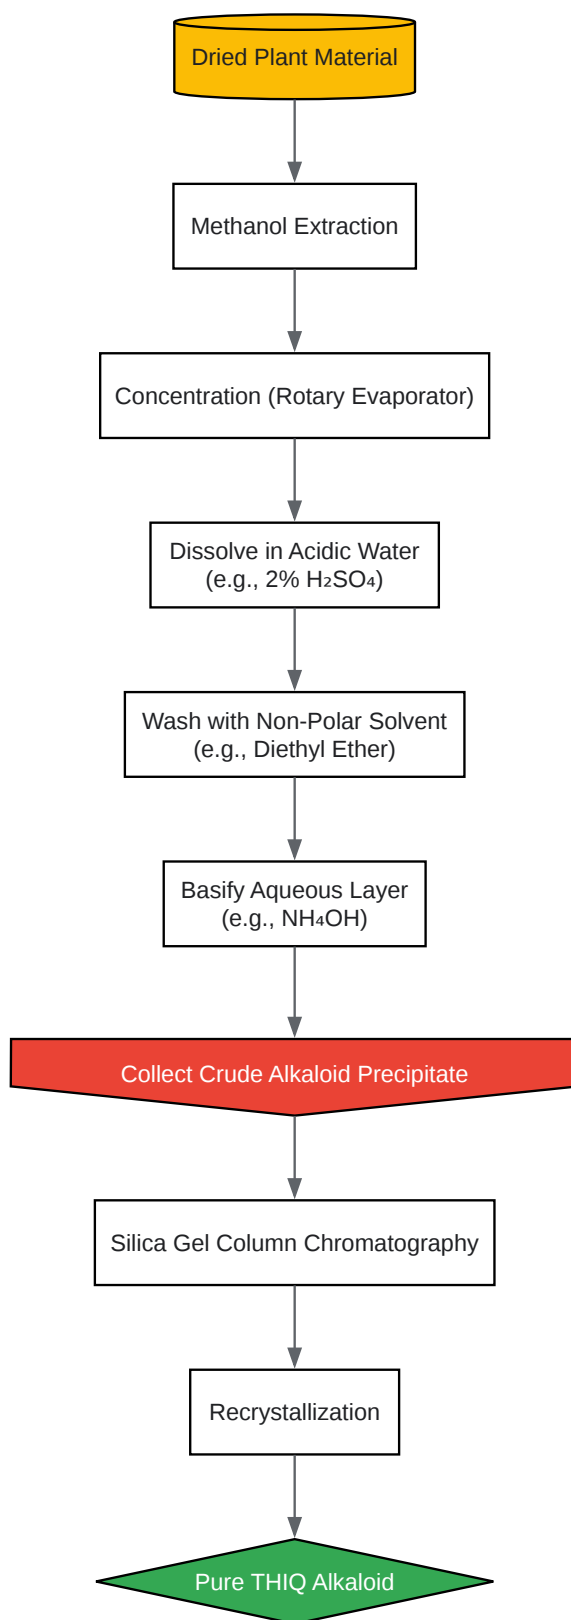 Dried Plant Material
Methanol Extraction
Concentration (Rotary Evaporator)
Dissolve in Acidic Water
(e.g., 2% H₂SO₄)
Wash with Non-Polar Solvent
(e.g., Diethyl Ether)
Basify Aqueous Layer
(e.g., NH₄OH)
Collect Crude Alkaloid Precipitate
Silica Gel Column Chromatography
Recrystallization
Pure THIQ Alkaloid